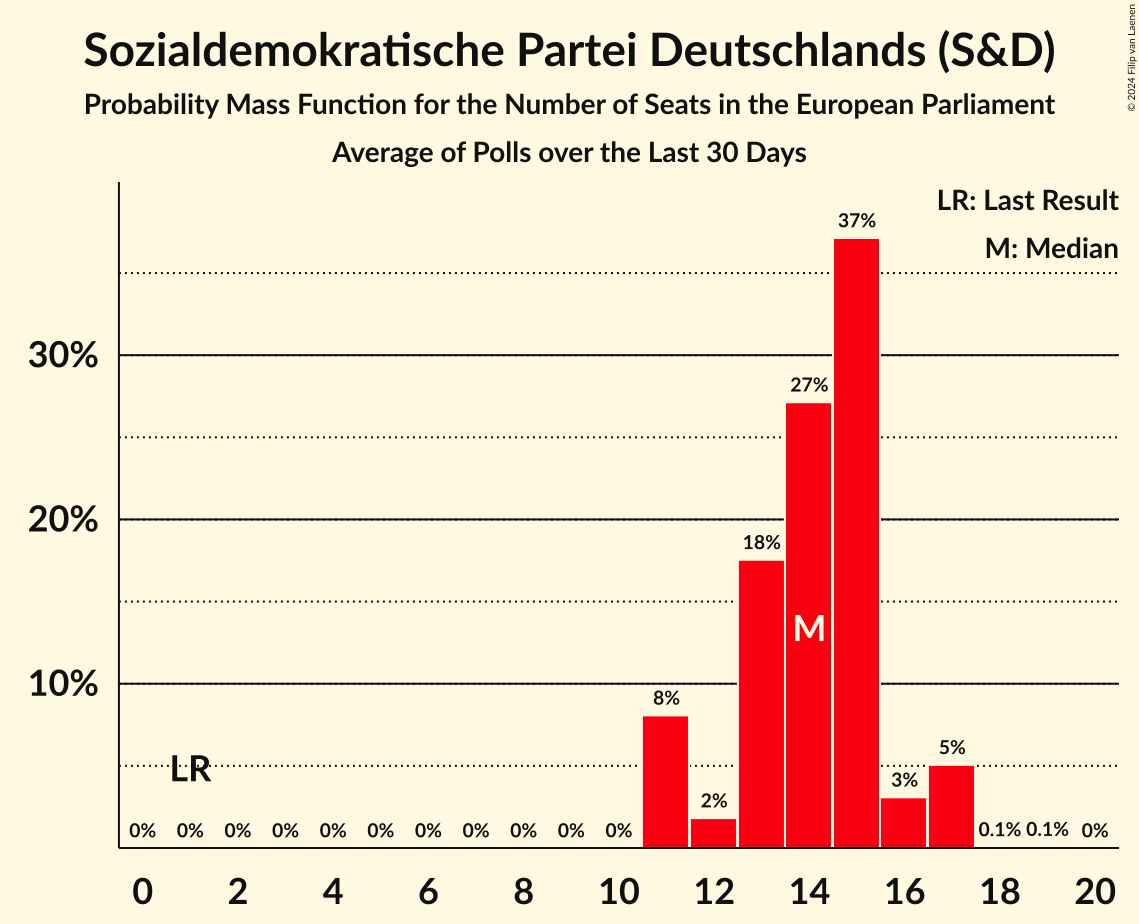 Sozialdemokratische Partei Deutschlands (S&D)
Probability Mass Function for the Number of Seats in the European Parliament
Average of Polls over the Last 30 Days
© 2024 Filip van Laenen
LR: Last Result
M: Median
37%
30%
27%
20%
18%
M
10%
8%
5%
LR
3%
2%
0% 0% 0% 0% 0% 0% 0% 0% 0% 0% 0% 0.1% 0.1% 0%
0 2 4 6 8 10 12 14 16 18 20